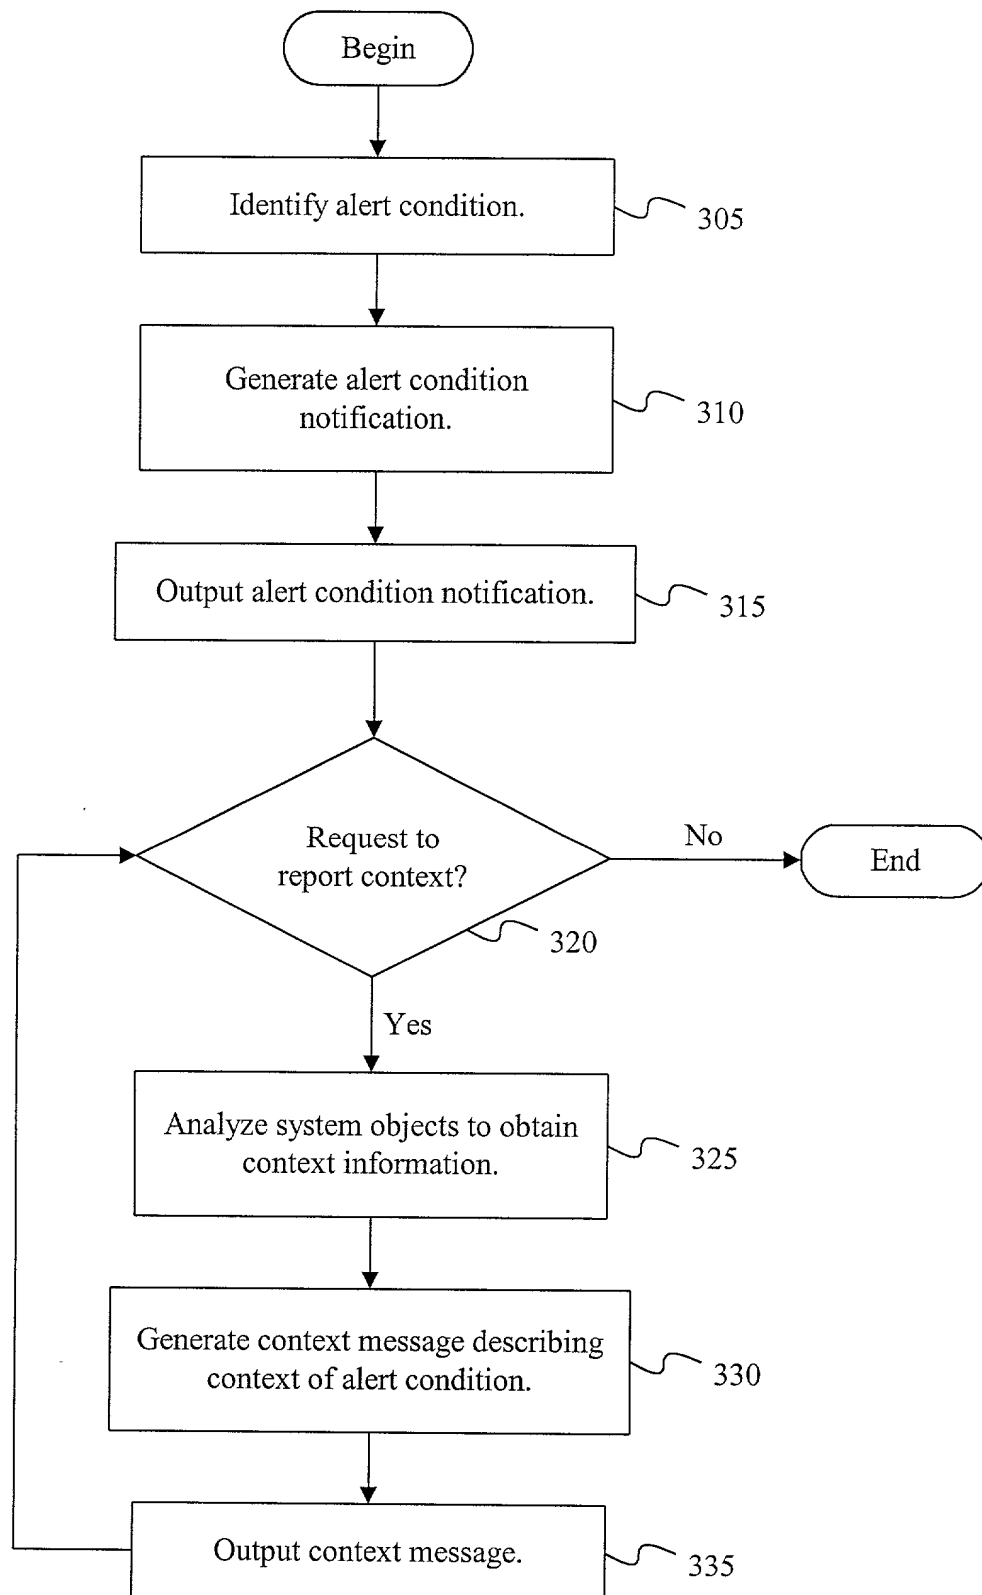 Begin
Identify alert condition.
305
Generate alert condition
notification.
310
Output alert condition notification.
315
Request to
report context?
No
End
320
Yes
Analyze system objects to obtain
context information.
325
Generate context message describing
context of alert condition.
330
Output context message.
335